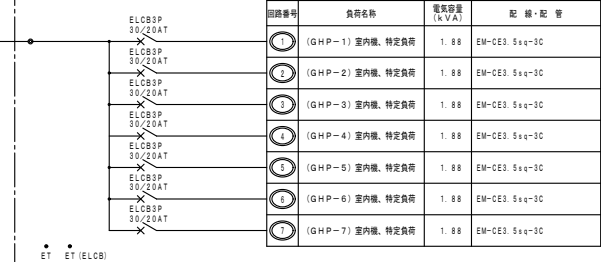 回路番号 負荷名称 電気容量(kVA) 配線・配管
ELCB3P
30/20AT
1 (GHP-1)室内機、特定負荷 1.88 EM-CE3.5sq-3C
ELCB3P
30/20AT
2 (GHP-2)室内機、特定負荷 1.88 EM-CE3.5sq-3C
ELCB3P
30/20AT
3 (GHP-3)室内機、特定負荷 1.88 EM-CE3.5sq-3C
ELCB3P
30/20AT
4 (GHP-4)室内機、特定負荷 1.88 EM-CE3.5sq-3C
ELCB3P
30/20AT
5 (GHP-5)室内機、特定負荷 1.88 EM-CE3.5sq-3C
ELCB3P
30/20AT
6 (GHP-6)室内機、特定負荷 1.88 EM-CE3.5sq-3C
ELCB3P
30/20AT
7 (GHP-7)室内機、特定負荷 1.88 EM-CE3.5sq-3C
ET ET(ELCB)